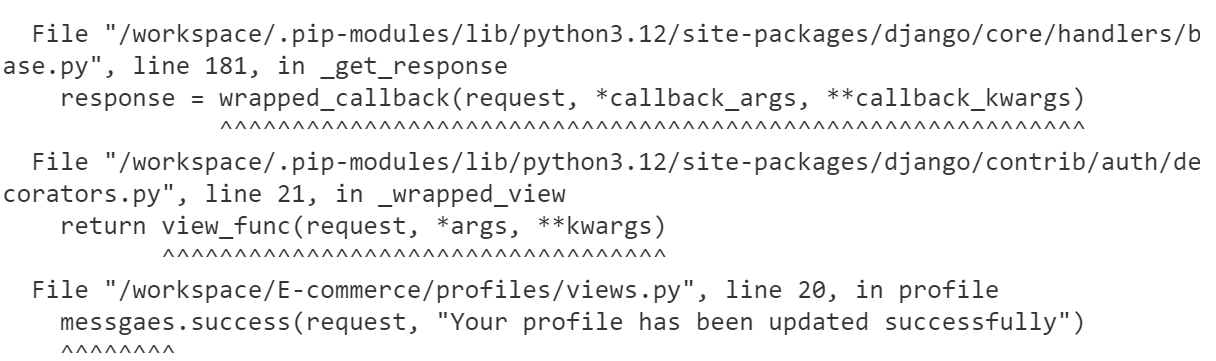 File "/workspace/.pip-modules/lib/python3.12/site-packages/django/core/handlers/b
ase.py", line 181, in _get_response
response = wrapped_callback(request, *callback_args, **callback_kwargs)
^^^^^^^^^^^^^^^^^^^^^^^^^^^^^^^^^^^^^^^^^^^^^^^^^^^^^^^^^^^^
File "/workspace/.pip-modules/lib/python3.12/site-packages/django/contrib/auth/de
corators.py", line 21, in _wrapped_view
return view_func(request, *args, **kwargs)
^^^^^^^^^^^^^^^^^^^^^^^^^^^^^^^^^^^
File "/workspace/E-commerce/profiles/views.py", line 20, in profile
messgaes.success(request, "Your profile has been updated successfully")
^^^^^^^^